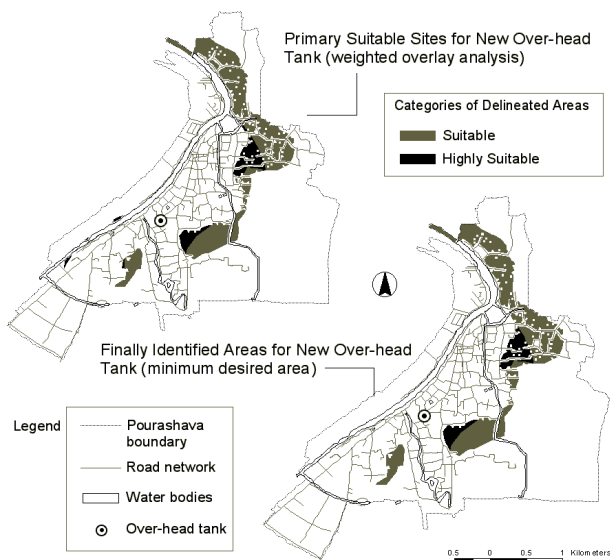 Primary Suitable Sites for New Over-head
Tank (weighted overlay analysis)
Categories of Delineated Areas
Suitable
Highly Suitable
Finally Identified Areas for New Over-head
Tank (minimum desired area)
Legend
Pourashava
boundary
Road network
Water bodies
Over-head tank
0.5 0 0.5 1 Kilometers